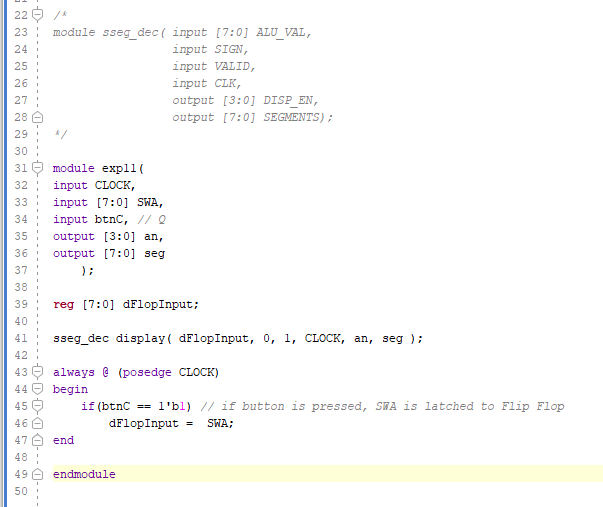 22 /*
23 module sseg_dec( input [7:0] ALU_VAL,
24 input SIGN,
25 input VALID,
26 input CLK,
27 output [3:0] DISP_EN,
28 output [7:0] SEGMENTS);
29 */
30
31 module exp11(
32 input CLOCK,
33 input [7:0] SWA,
34 input btnC, // Q
35 output [3:0] an,
36 output [7:0] seg
37 );
38
39 reg [7:0] dFlopInput;
40
41 sseg_dec display( dFlopInput, 0, 1, CLOCK, an, seg );
42
43 always @ (posedge CLOCK)
44 begin
45 if(btnC == 1'b1) // if button is pressed, SWA is latched to Flip Flop
46 dFlopInput = SWA;
47 end
48
49 endmodule
50